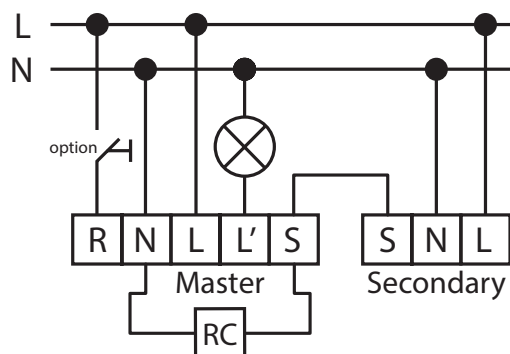 L
N
option
R N L L' S
S N L
Master
Secondary
RC